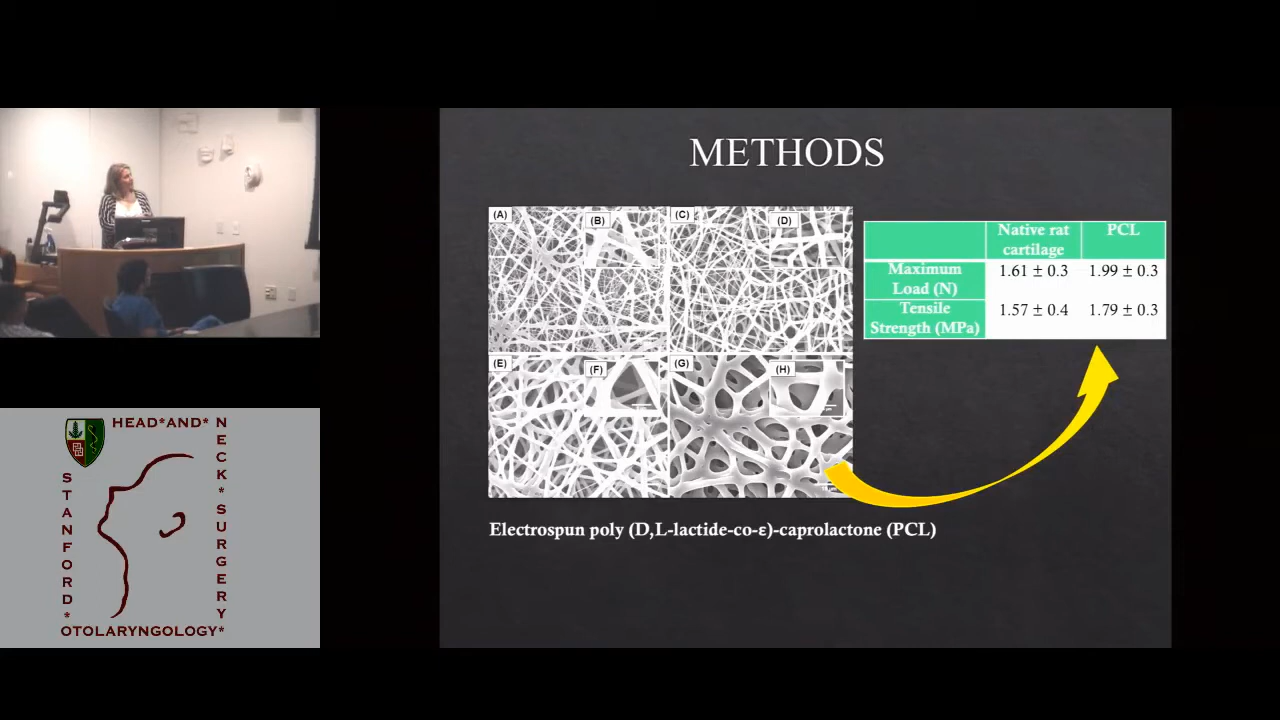 METHODS
(A)
(B)
(C)
(D)
(E)
(F)
(G)
(H)
Native rat cartilage
PCL
Maximum Load (N)
1.61 ± 0.3
1.99 ± 0.3
Tensile Strength (MPa)
1.57 ± 0.4
1.79 ± 0.3
Electrospun poly (D,L-lactide-co-ε)-caprolactone (PCL)
HEAD*AND*
NECK*SURGERY
STANFORD*
OTOLARYNGOLOGY*